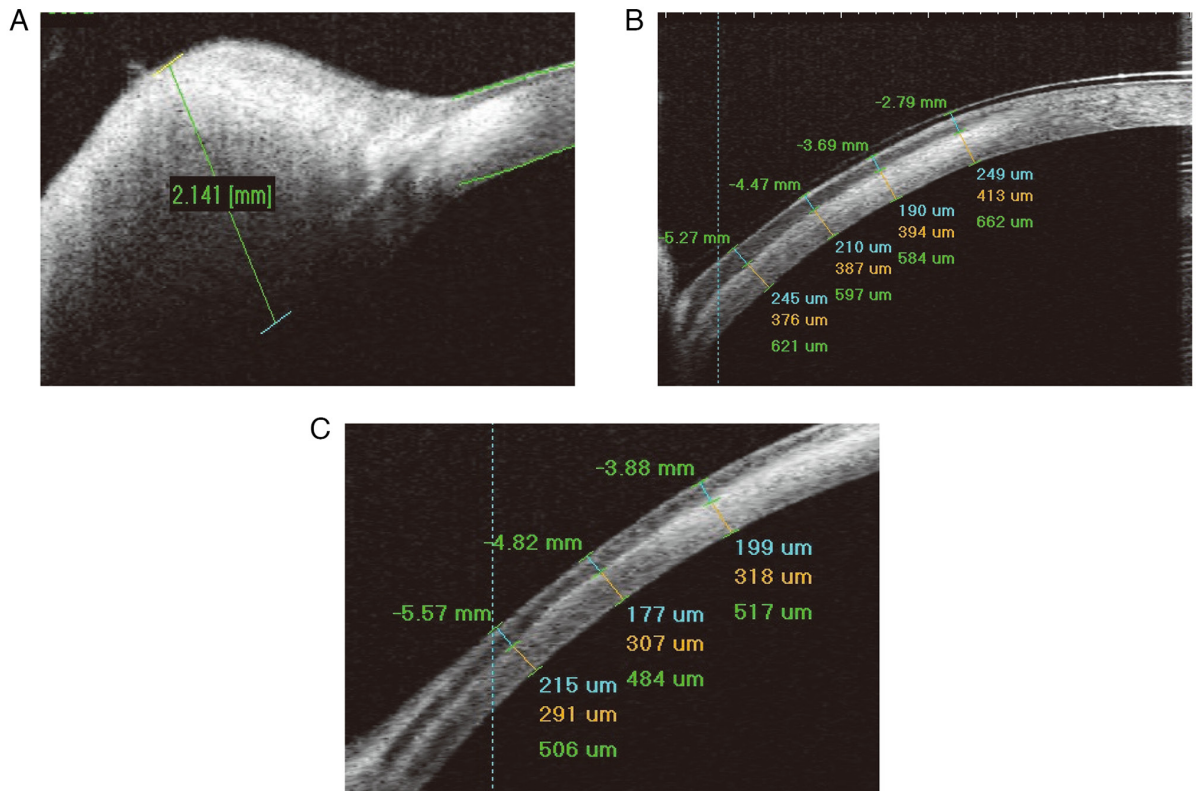 A
2.141 [mm]
B
-2.79 mm
-3.69 mm
-4.47 mm
-5.27 mm
249 um
413 um
662 um
190 um
394 um
584 um
210 um
387 um
597 um
245 um
376 um
621 um
C
-3.88 mm
-4.82 mm
-5.57 mm
199 um
318 um
517 um
177 um
307 um
484 um
215 um
291 um
506 um